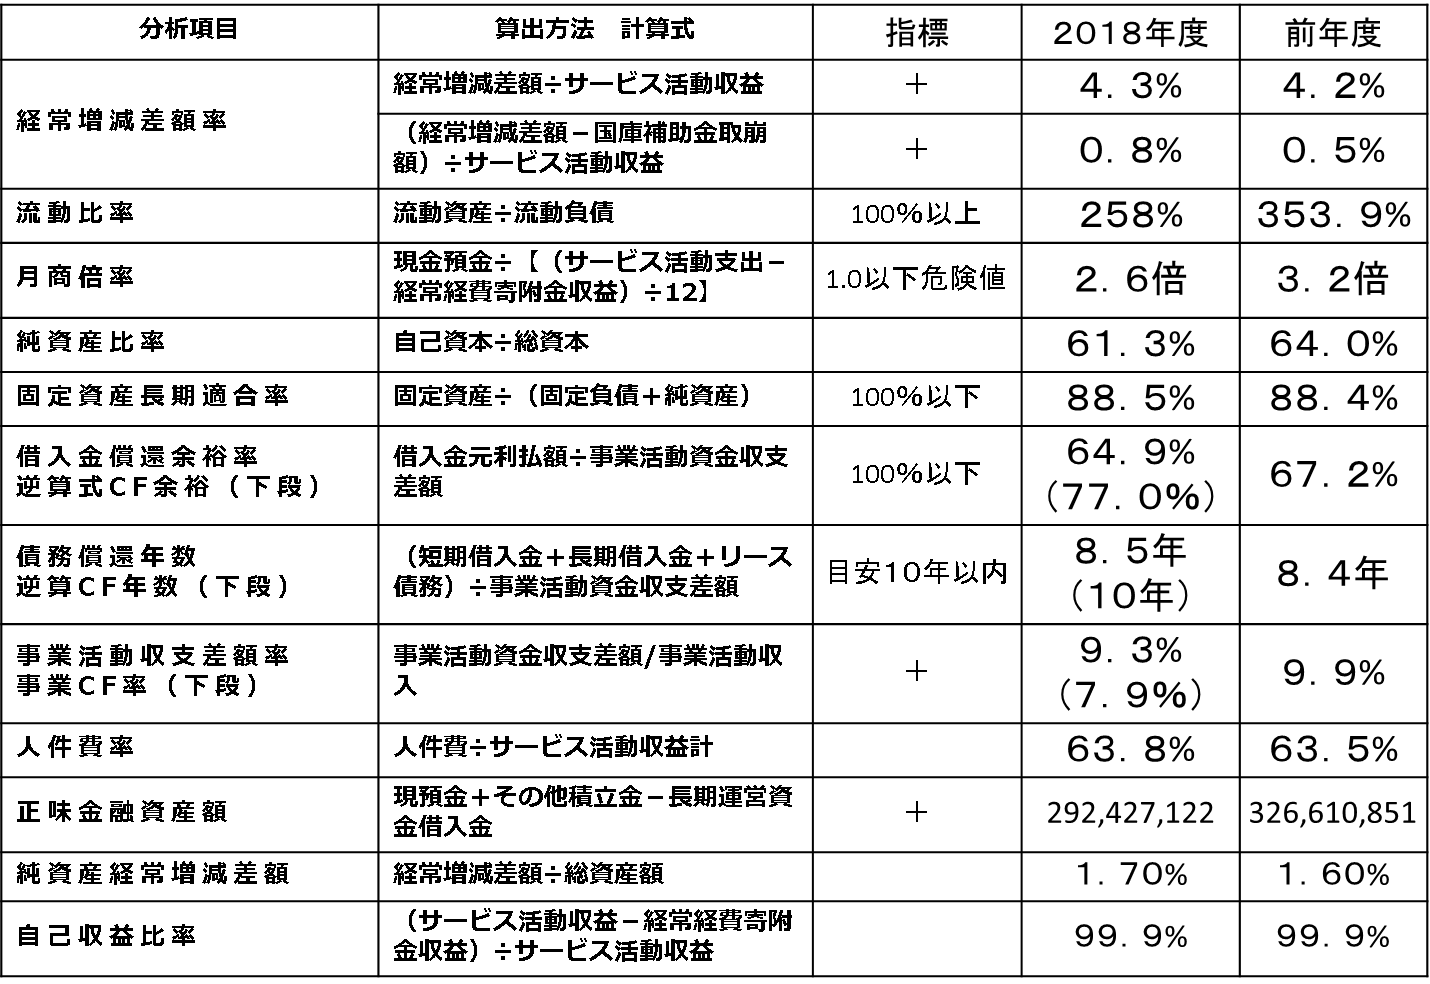 分析項目 算出方法　計算式 指標 2018年度 前年度
経常増減差額率
経常増減差額÷サービス活動収益 ＋ 4．3% 4．2%
（経常増減差額－国庫補助金取崩
額）÷サービス活動収益 ＋ 0．8% 0．5%
流動比率 流動資産÷流動負債 100％以上 258% 353．9%
月商倍率 現金預金÷【（サービス活動支出－
経常経費寄附金収益）÷12】 1.0以下危険値 2．6倍 3．2倍
純資産比率 自己資本÷総資本 61．3% 64．0%
固定資産長期適合率 固定資産÷（固定負債＋純資産） 100％以下 88．5% 88．4%
借入金償還余裕率
逆算式CF余裕（下段）
借入金元利払額÷事業活動資金収支
差額
100％以下
64．9%
（77．0%）
67．2%
債務償還年数
逆算CF年数（下段）
（短期借入金＋長期借入金＋リース
債務）÷事業活動資金収支差額
目安10年以内
8．5年
（10年）
8．4年
事業活動収支差額率
事業CF率（下段）
事業活動資金収支差額/事業活動収
入
＋
9．3%
（7．9%）
9．9%
人件費率 人件費÷サービス活動収益計 63．8% 63．5%
正味金融資産額 現預金＋その他積立金－長期運営資
金借入金 ＋ 292,427,122 326,610,851
純資産経常増減差額 経常増減差額÷総資産額 1．70% 1．60%
自己収益比率 （サービス活動収益－経常経費寄附
金収益）÷サービス活動収益 99．9% 99．9%